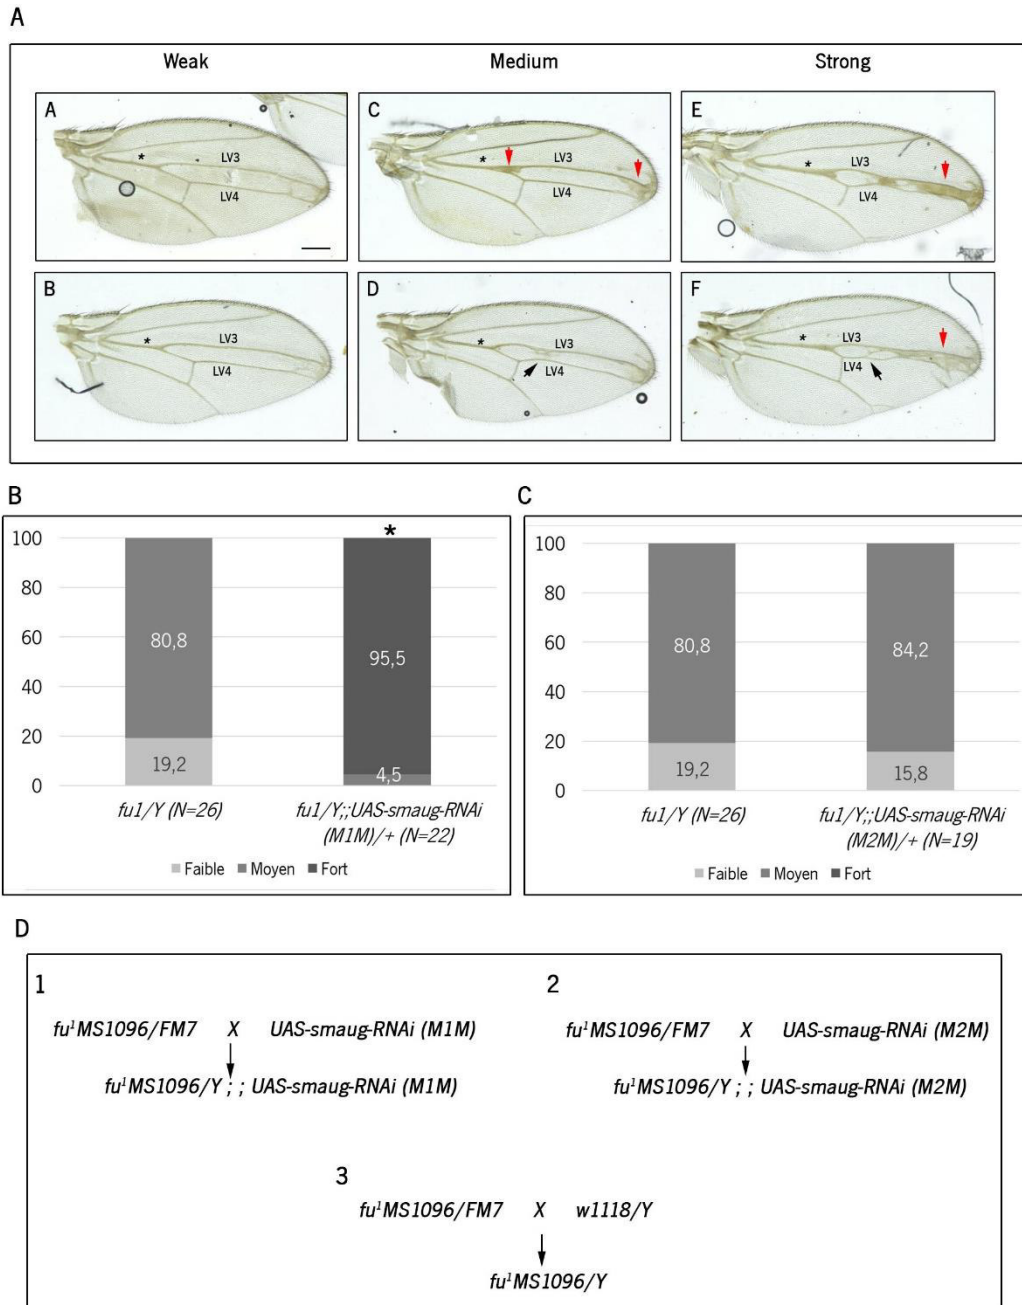 A
Weak Medium Strong
A
*
LV3
LV4
C
*
LV3
LV4
E
*
LV3
LV4
B
*
LV3
LV4
D
*
LV3
LV4
F
*
LV3
LV4
B
100
80
60
40
20
0
80,8
19,2
*
95,5
4,5
fu1/Y (N=26)
fu1/Y;;UAS-smaug-RNAi
(M1M)/+ (N=22)
Faible Moyen Fort
C
100
80
60
40
20
0
80,8
19,2
84,2
15,8
fu1/Y (N=26)
fu1/Y;;UAS-smaug-RNAi
(M2M)/+ (N=19)
Faible Moyen Fort
D
1
fu¹MS1096/FM7 X UAS-smaug-RNAi (M1M)
fu¹MS1096/Y ; ; UAS-smaug-RNAi (M1M)
2
fu¹MS1096/FM7 X UAS-smaug-RNAi (M2M)
fu¹MS1096/Y ; ; UAS-smaug-RNAi (M2M)
3
fu¹MS1096/FM7 X w1118/Y
fu¹MS1096/Y